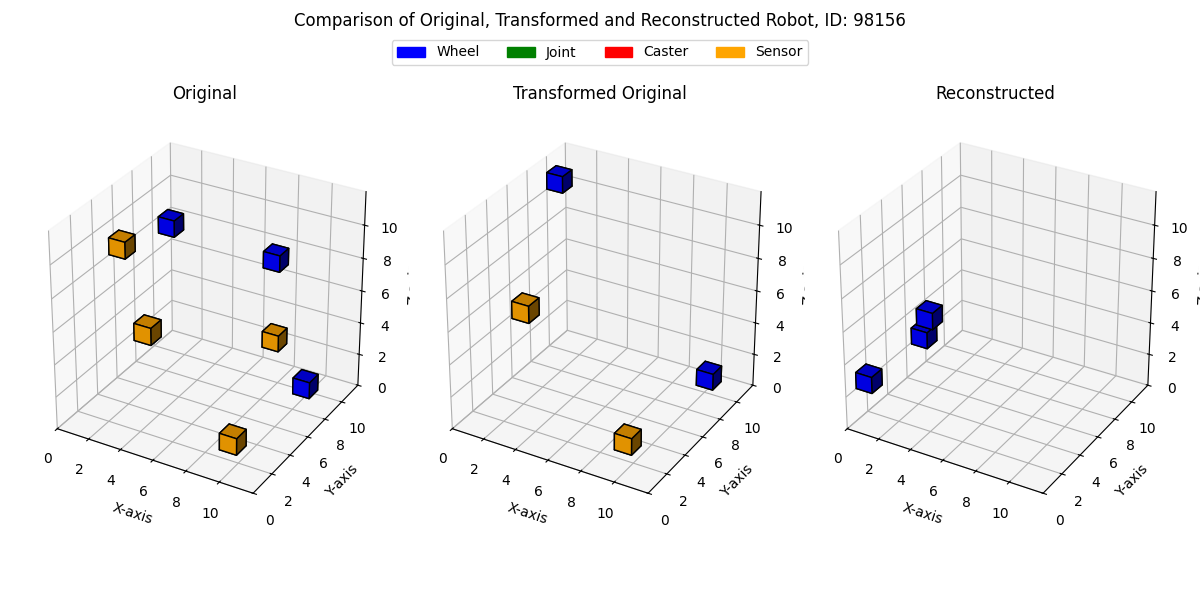 Comparison of Original, Transformed and Reconstructed Robot, ID: 98156
Wheel Joint Caster Sensor
Original Transformed Original Reconstructed
10 10 10
8 8 8
6 6 6
4 4 4
2 2 2
0 0 0
0 2 4 6 8 10 0 2 4 6 8 10 0 2 4 6 8 10
0 2 4 6 8 10 0 2 4 6 8 10 0 2 4 6 8 10
X-axis Y-axis X-axis Y-axis X-axis Y-axis